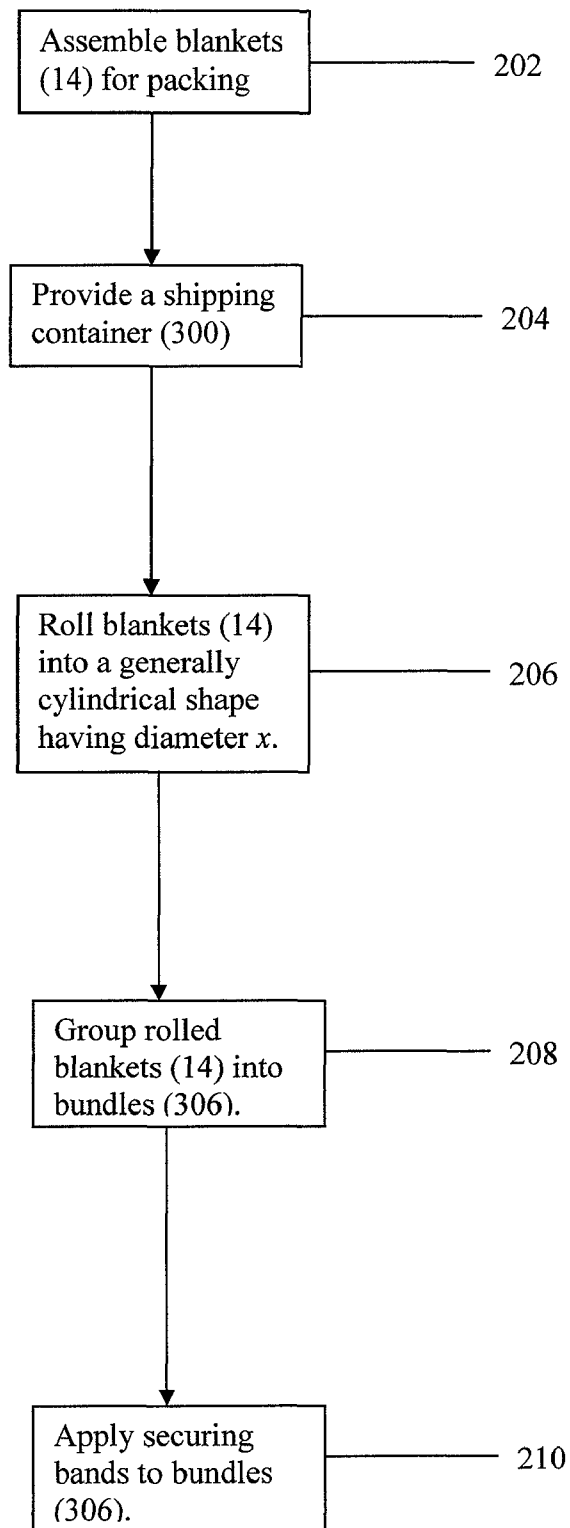 Assemble blankets
(14) for packing
202
Provide a shipping
container (300)
204
Roll blankets (14)
into a generally
cylindrical shape
having diameter x.
206
Group rolled
blankets (14) into
bundles (306).
208
Apply securing
bands to bundles
(306).
210